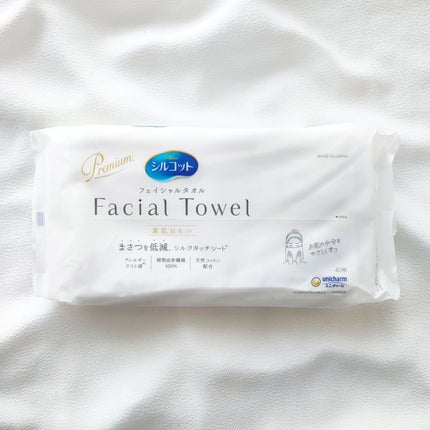 Premium
シルコット
MADE IN JAPAN
フェイシャルタオル
Facial Towel
素肌おもい
まさつを低減、シルクタッチシート
お肌の水分を
やさしくオフ
アレルギー
テスト済
植物由来繊維
100%
天然コットン
配合
40枚
unicharm
ユニ・チャーム